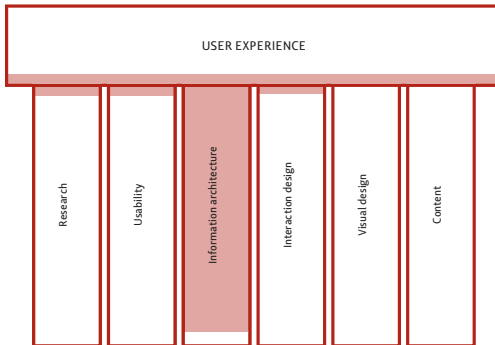 USER EXPERIENCE
Research
Usability
Information architecture
Interaction design
Visual design
Content